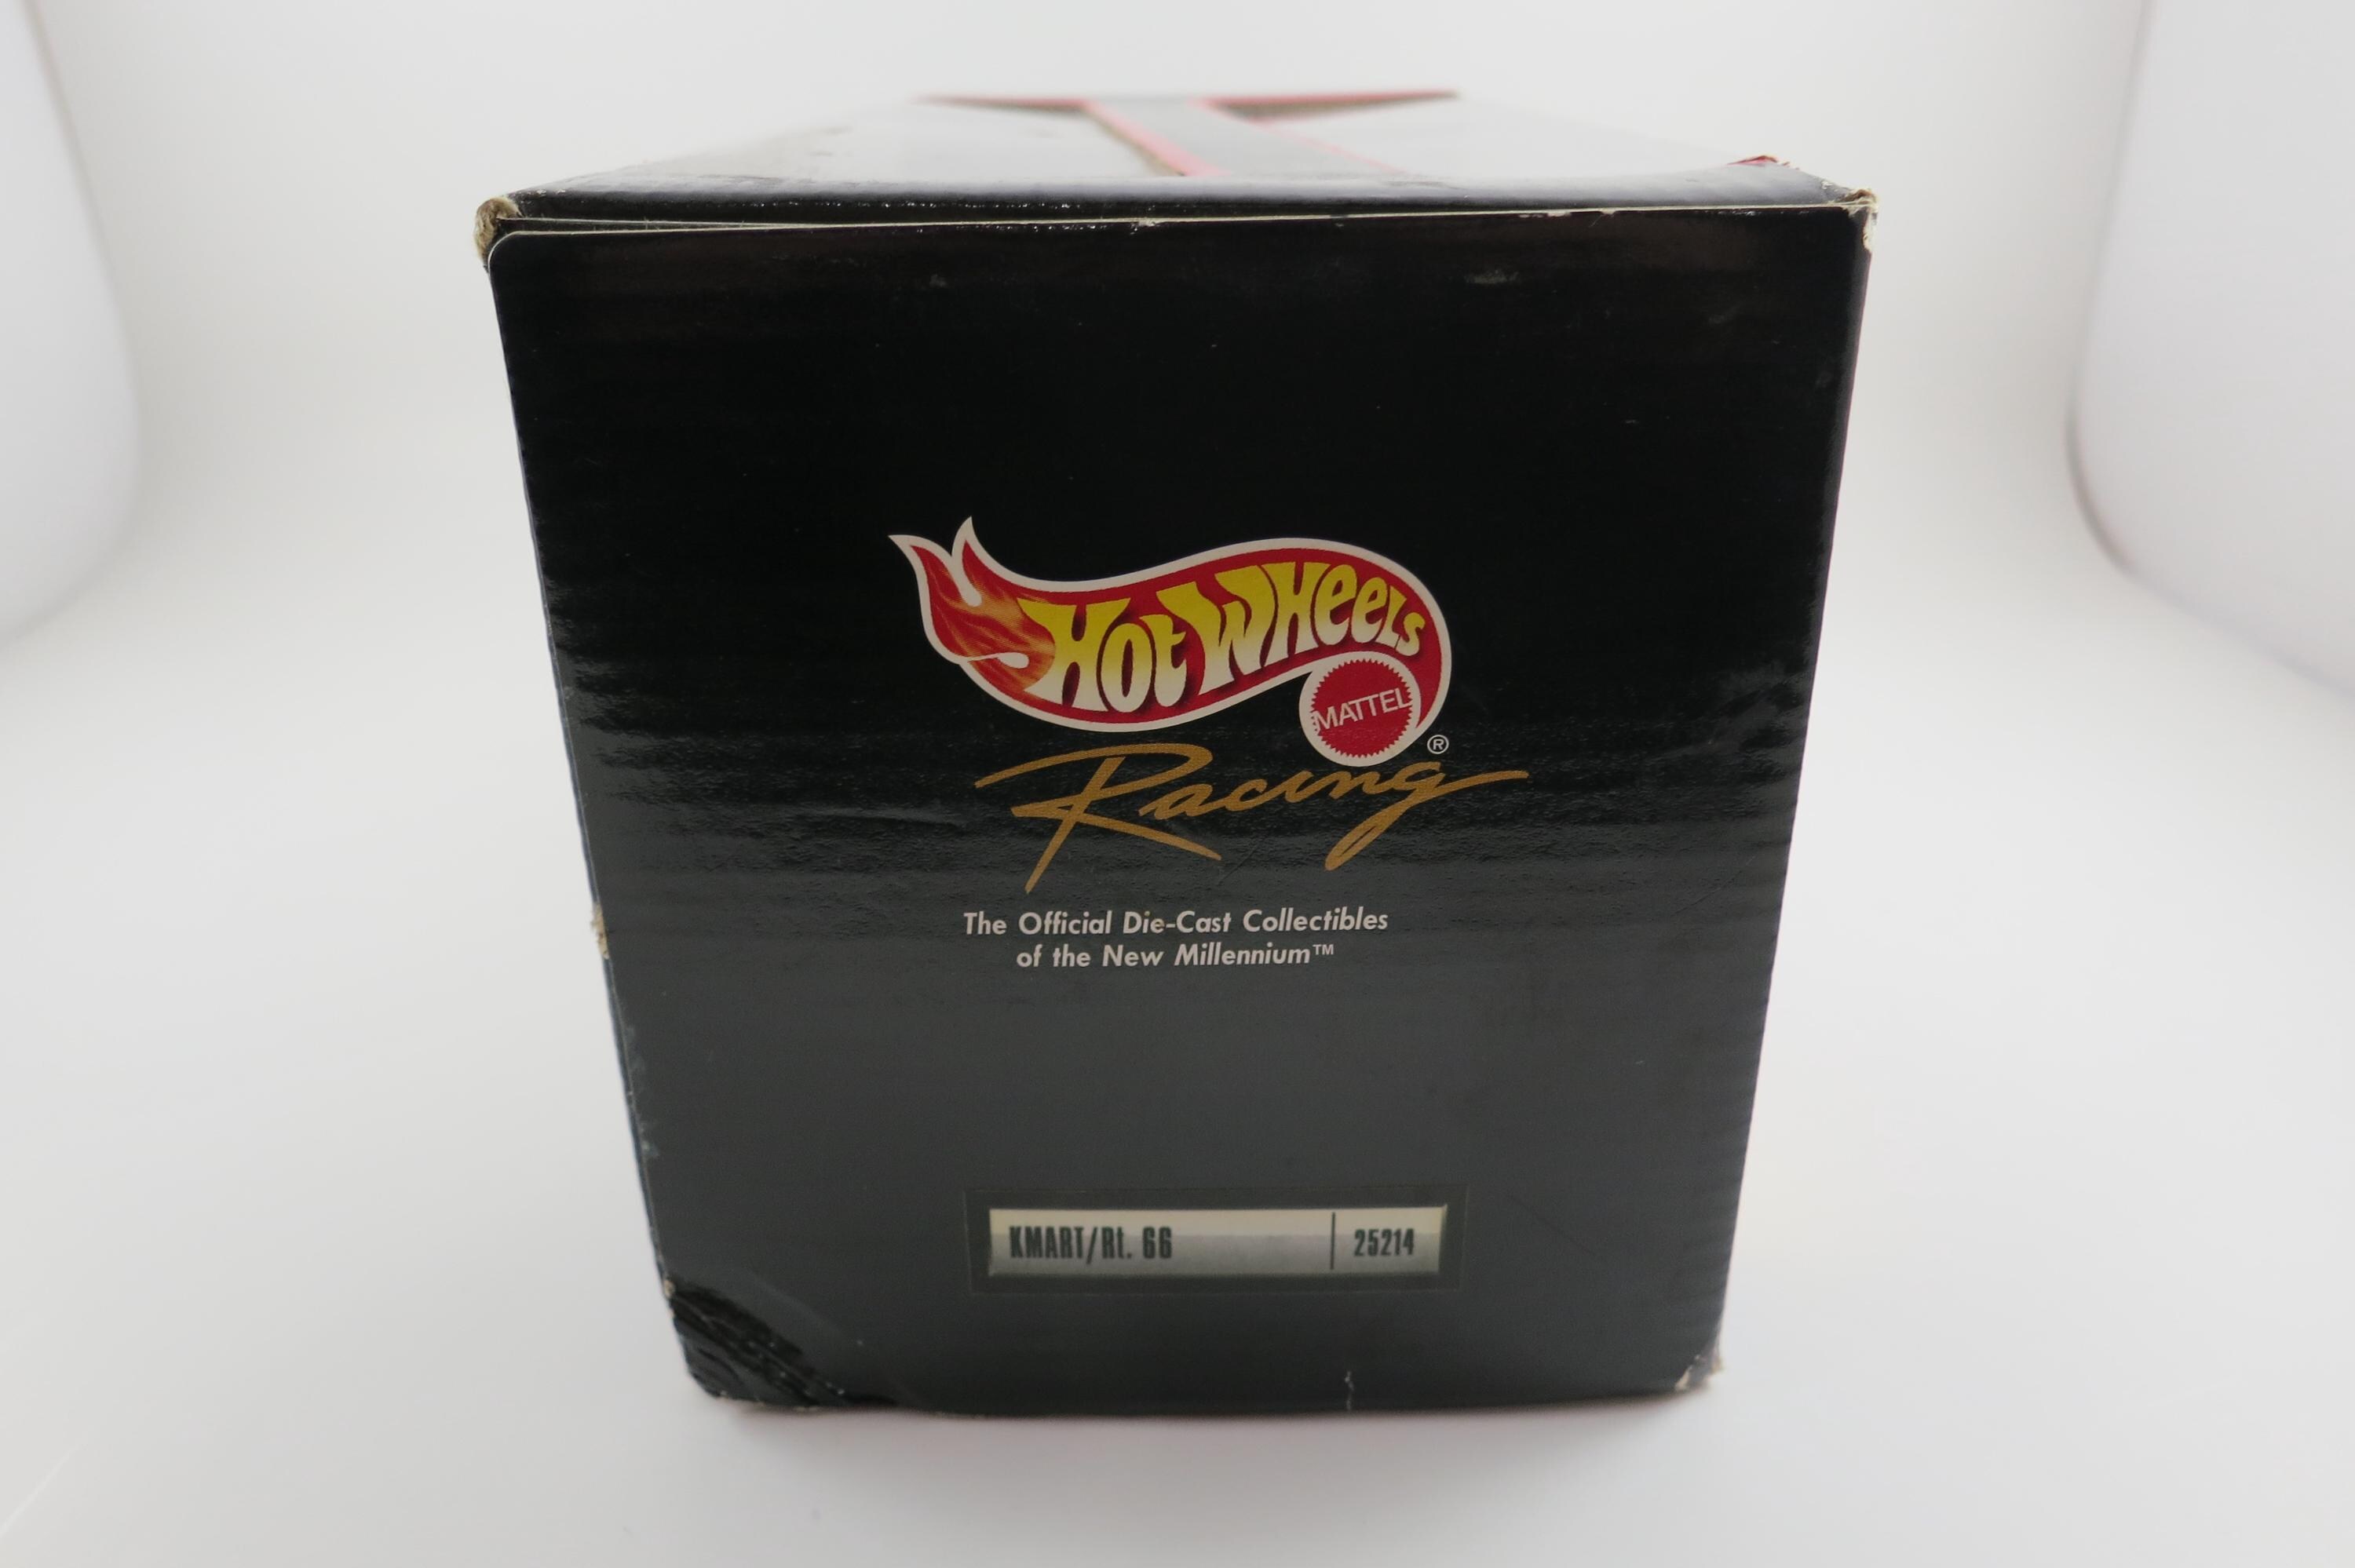 Hot Wheels
MATTEL
®
Racing
The Official Die-Cast Collectibles
of the New Millennium™
KMART/Rt. 66 | 25214